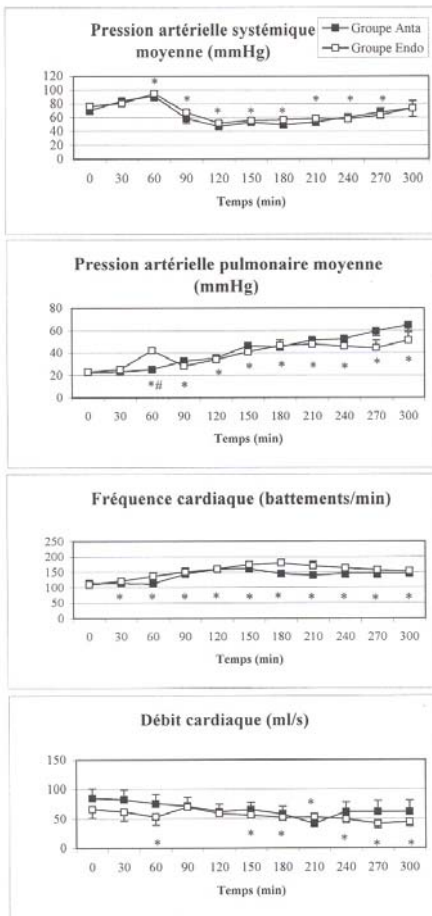 Pression artérielle systémique
moyenne (mmHg)
Groupe Anta
Groupe Endo
120
100
80
60
40
20
0
* * * * * * * *
0 30 60 90 120 150 180 210 240 270 300
Temps (min)
Pression artérielle pulmonaire moyenne
(mmHg)
80
60
40
20
0
*# * * * * * * * *
0 30 60 90 120 150 180 210 240 270 300
Temps (min)
Fréquence cardiaque (battements/min)
250
200
150
100
50
0
* * * * * * * * * *
0 30 60 90 120 150 180 210 240 270 300
Temps (min)
Débit cardiaque (ml/s)
150
100
50
0
* * * * * * *
0 30 60 90 120 150 180 210 240 270 300
Temps (min)